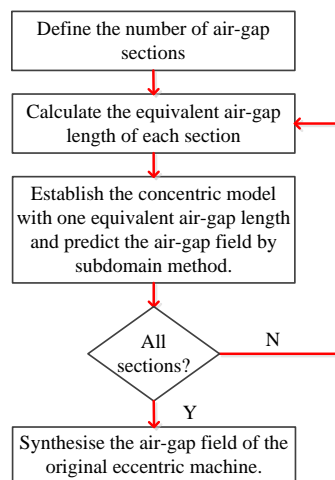 Define the number of air-gap
sections
Calculate the equivalent air-gap
length of each section
Establish the concentric model
with one equivalent air-gap length
and predict the air-gap field by
subdomain method.
All
sections?
N
Y
Synthesise the air-gap field of the
original eccentric machine.